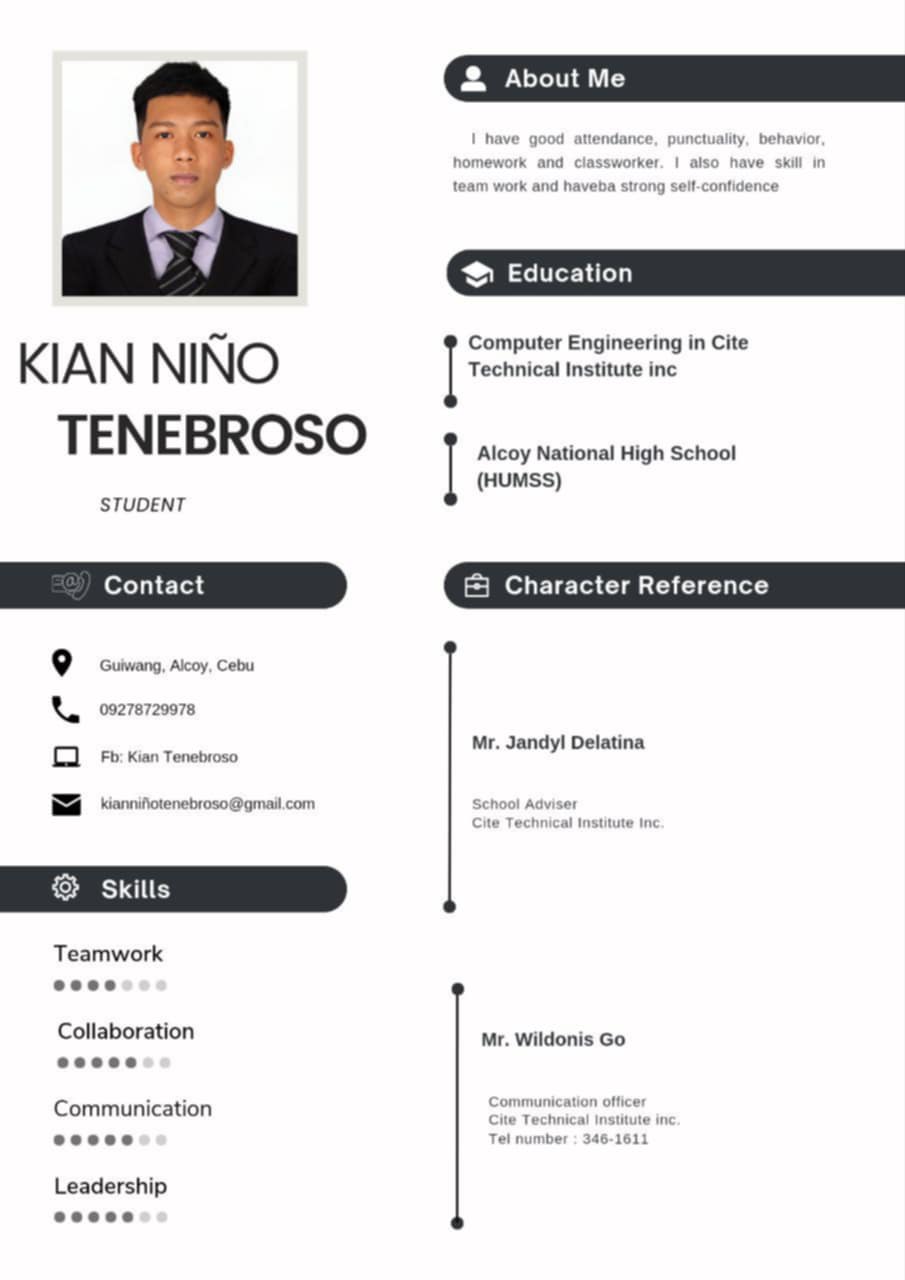 KIAN NIÑO
TENEBROSO
STUDENT
Contact
Guiwang, Alcoy, Cebu
09278729978
Fb: Kian Tenebroso
kianniñotenebroso@gmail.com
Skills
Teamwork
Collaboration
Communication
Leadership
About Me
I have good attendance, punctuality, behavior,
homework and classworker. I also have skill in
team work and haveba strong self-confidence
Education
Computer Engineering in Cite
Technical Institute inc
Alcoy National High School
(HUMSS)
Character Reference
Mr. Jandyl Delatina
School Adviser
Cite Technical Institute Inc.
Mr. Wildonis Go
Communication officer
Cite Technical Institute inc.
Tel number : 346-1611